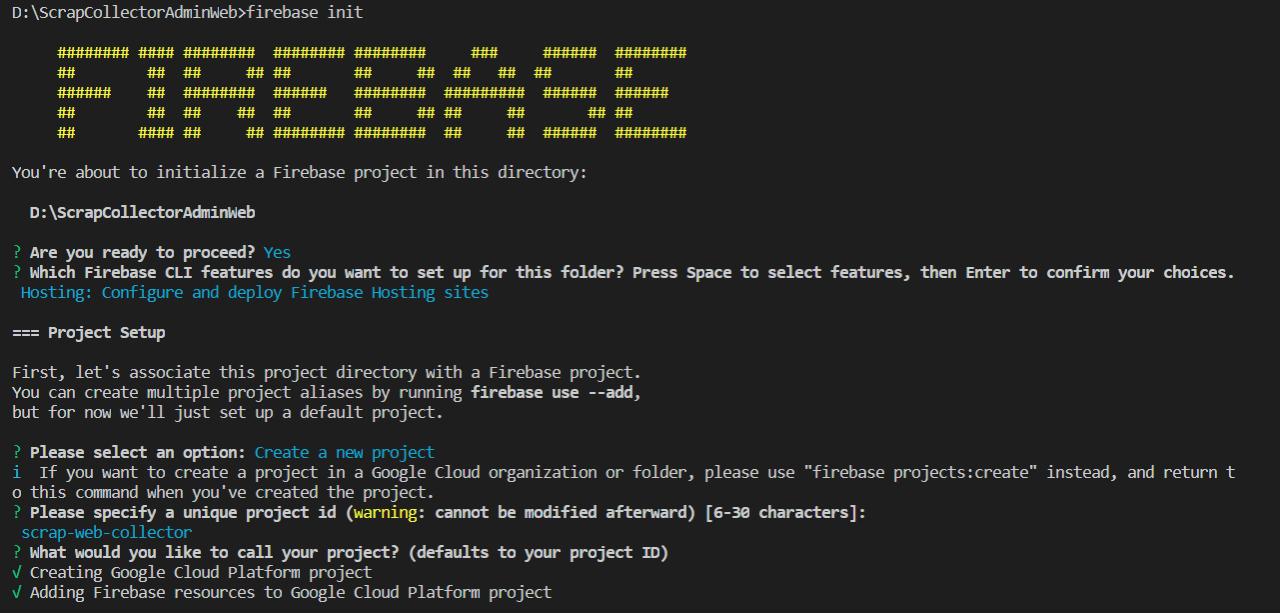 D:\ScrapCollectorAdminWeb>firebase init
######## #### ########  ######## ########     ###     ######  ########
##        ##  ##     ## ##       ##     ##  ##   ##  ##       ##
######    ##  ########  ######   ########  #########  ######  ######
##        ##  ##    ##  ##       ##     ## ##     ##       ## ##
##       #### ##     ## ######## ########  ##     ##  ######  ########
You're about to initialize a Firebase project in this directory:
D:\ScrapCollectorAdminWeb
? Are you ready to proceed? Yes
? Which Firebase CLI features do you want to set up for this folder? Press Space to select features, then Enter to confirm your choices.
Hosting: Configure and deploy Firebase Hosting sites
=== Project Setup
First, let's associate this project directory with a Firebase project.
You can create multiple project aliases by running firebase use --add,
but for now we'll just set up a default project.
? Please select an option: Create a new project
i  If you want to create a project in a Google Cloud organization or folder, please use "firebase projects:create" instead, and return t
o this command when you've created the project.
? Please specify a unique project id (warning: cannot be modified afterward) [6-30 characters]:
scrap-web-collector
? What would you like to call your project? (defaults to your project ID)
√ Creating Google Cloud Platform project
√ Adding Firebase resources to Google Cloud Platform project